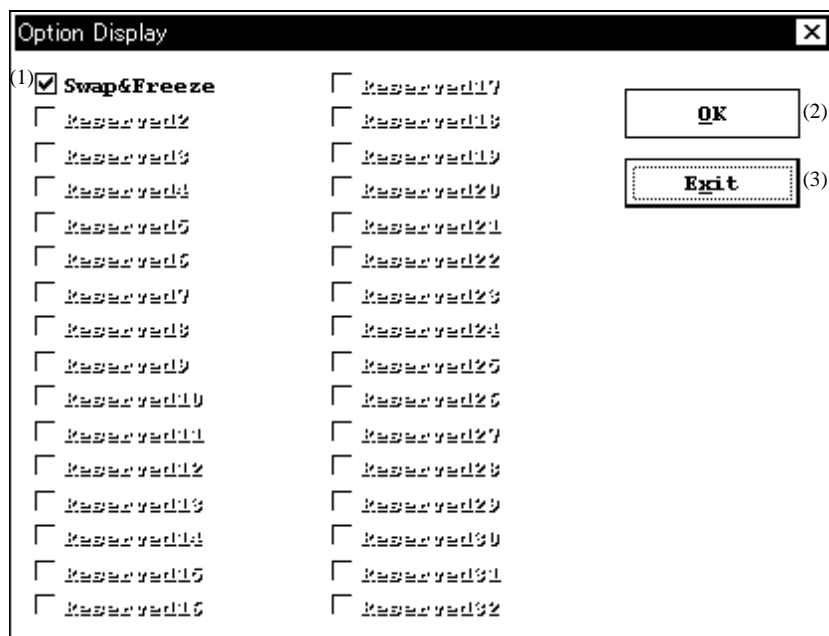 Option Display
(1) Swap&Freeze
Reserved2
Reserved3
Reserved4
Reserved5
Reserved6
Reserved7
Reserved8
Reserved9
Reserved10
Reserved11
Reserved12
Reserved13
Reserved14
Reserved15
Reserved16
Reserved17
Reserved18
Reserved19
Reserved20
Reserved21
Reserved22
Reserved23
Reserved24
Reserved25
Reserved26
Reserved27
Reserved28
Reserved29
Reserved30
Reserved31
Reserved32
OK (2)
Exit (3)